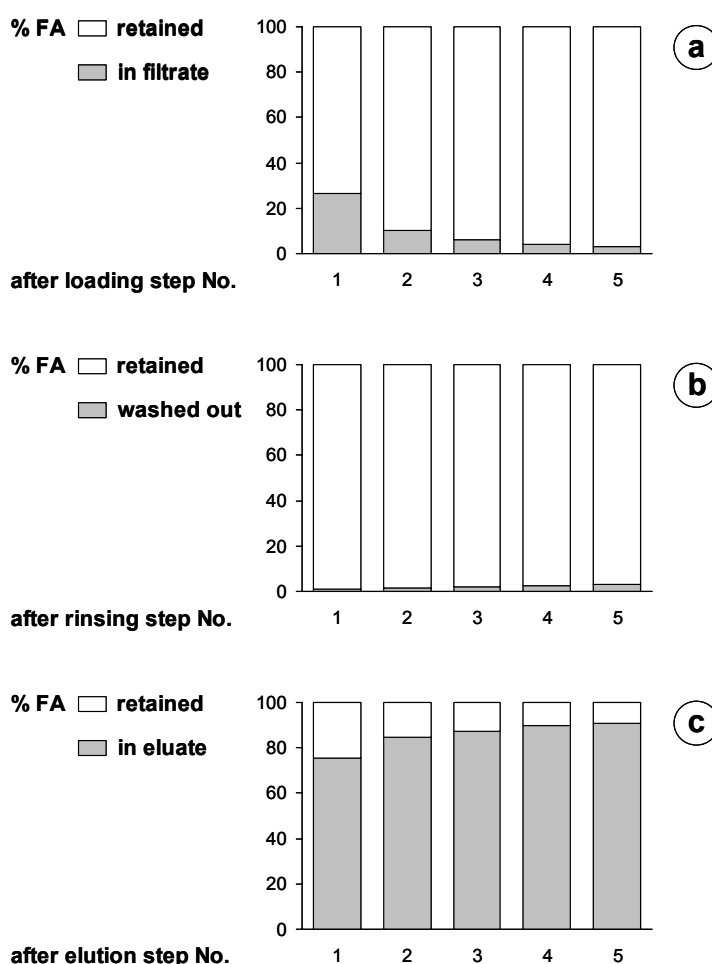 % FA retained
in filtrate
100
80
60
40
20
0
a
after loading step No. 1 2 3 4 5
% FA retained
washed out
100
80
60
40
20
0
b
after rinsing step No. 1 2 3 4 5
% FA retained
in eluate
100
80
60
40
20
0
c
after elution step No. 1 2 3 4 5